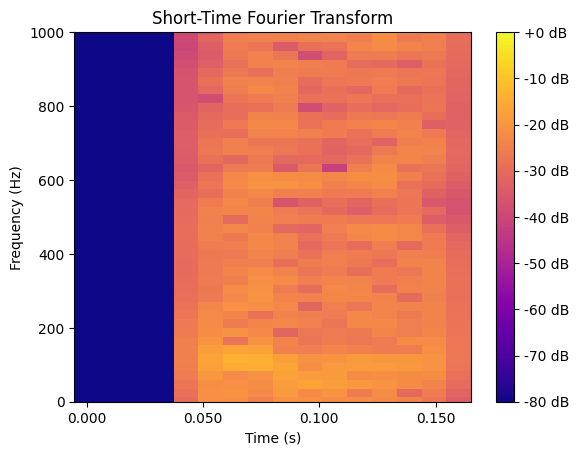 Short-Time Fourier Transform
1000
800
600
400
200
0
Frequency (Hz)
0.000
0.050
0.100
0.150
Time (s)
+0 dB
-10 dB
-20 dB
-30 dB
-40 dB
-50 dB
-60 dB
-70 dB
-80 dB